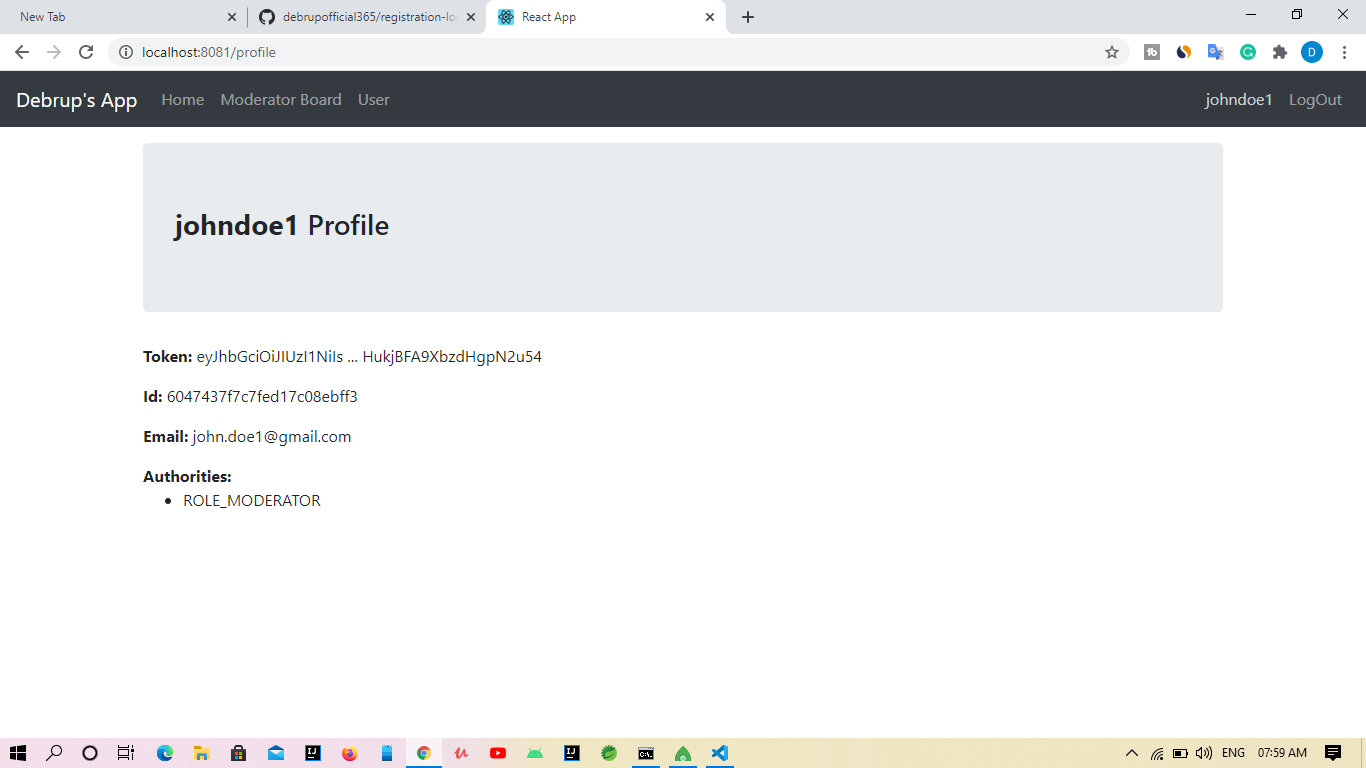 New Tab
debrupofficial365/registration-lo
React App
localhost:8081/profile
D
Debrup's App Home Moderator Board User johndoe1 LogOut
johndoe1 Profile
Token: eyJhbGciOiJIUzI1NiIs ... HukjBFA9XbzdHgpN2u54
Id: 6047437f7c7fed17c08ebff3
Email: john.doe1@gmail.com
Authorities:
ROLE_MODERATOR
ENG 07:59 AM